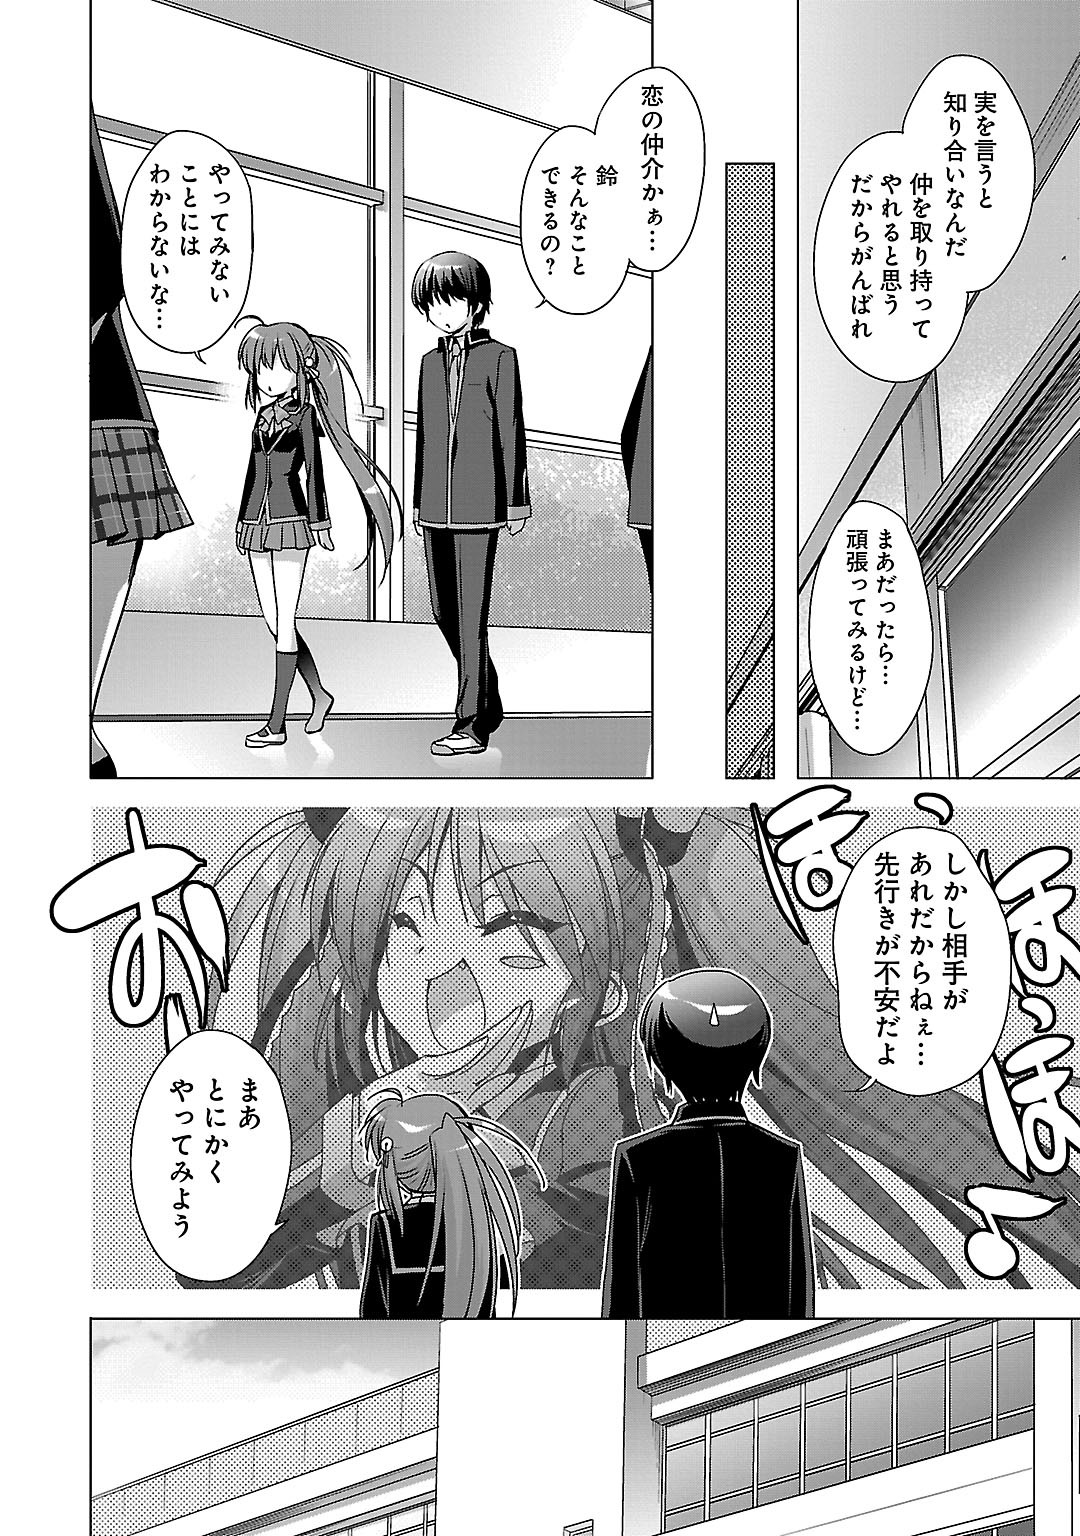 実を言うと
知り合いなんだ
仲を取り持って
やれると思う
だからがんばれ
まあだったら…
頑張ってみるけど…
恋の仲介かぁ…
鈴
そんなこと
できるの?
やってみない
ことには
わからないな…
しかし相手が
あれだからねぇ…
先行きが不安だよ
おーっほっほっほ♪
まあ
とにかく
やってみよう